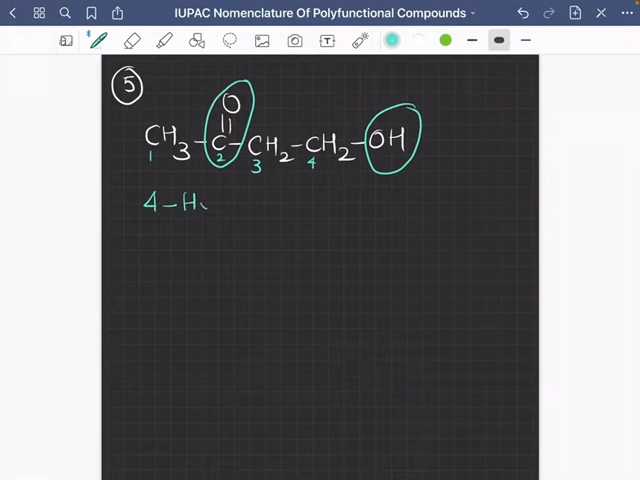 IUPAC Nomenclature Of Polyfunctional Compounds
5
O
CH3-C-CH2-CH2-OH
1 2 3 4
4-H